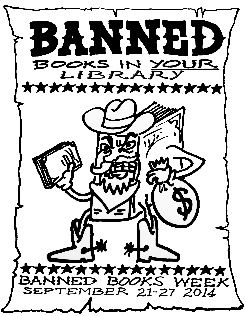 BANNED
BOOKS IN YOUR
LIBRARY
$
BANNED BOOKS WEEK
SEPTEMBER 21-27 2014